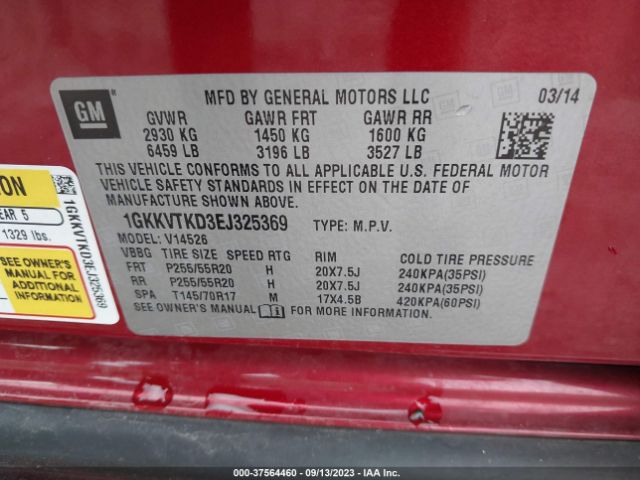 GM
MFD BY GENERAL MOTORS LLC 03/14
GVWR GAWR FRT GAWR RR
2930 KG 1450 KG 1600 KG
6459 LB 3196 LB 3527 LB
THIS VEHICLE CONFORMS TO ALL APPLICABLE U.S. FEDERAL MOTOR
VEHICLE SAFETY STANDARDS IN EFFECT ON THE DATE OF
MANUFACTURE SHOWN ABOVE.
1GKKVTKD3EJ325369 TYPE: M.P.V.
MODEL: V14526
VBBG TIRE SIZE SPEED RTG RIM COLD TIRE PRESSURE
FRT P255/55R20 H 20X7.5J 240KPA(35PSI)
RR P255/55R20 H 20X7.5J 240KPA(35PSI)
SPA T145/70R17 M 17X4.5B 420KPA(60PSI)
SEE OWNER'S MANUAL FOR MORE INFORMATION
ION
EAR 5
1329 lbs.
SEE OWNER'S
MANUAL FOR
ADDITIONAL
INFORMATION
1GKKVTKD3EJ325369
000-37564460 - 09/13/2023 - IAA Inc.